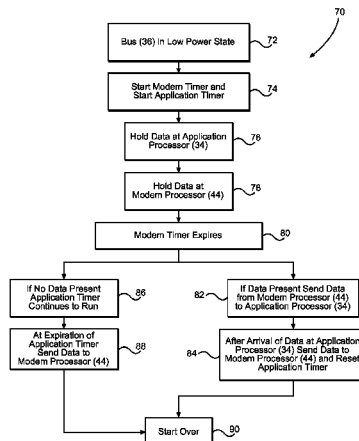 70
Bus (36) In Low Power State
72
Start Modem Timer and
Start Application Timer
74
Hold Data at Application
Processor (34)
76
Hold Data at
Modem Processor (44)
78
Modem Timer Expires
80
If No Data Present
Application Timer
Continues to Run
86
82
If Data Present Send Data
from Modem Processor (44)
to Application Processor (34)
At Expiration of
Application Timer
Send Data to
Modem Processor (44)
88
84
After Arrival of Data at Application
Processor (34) Send Data to
Modem Processor (44) and Reset
Application Timer
Start Over
90